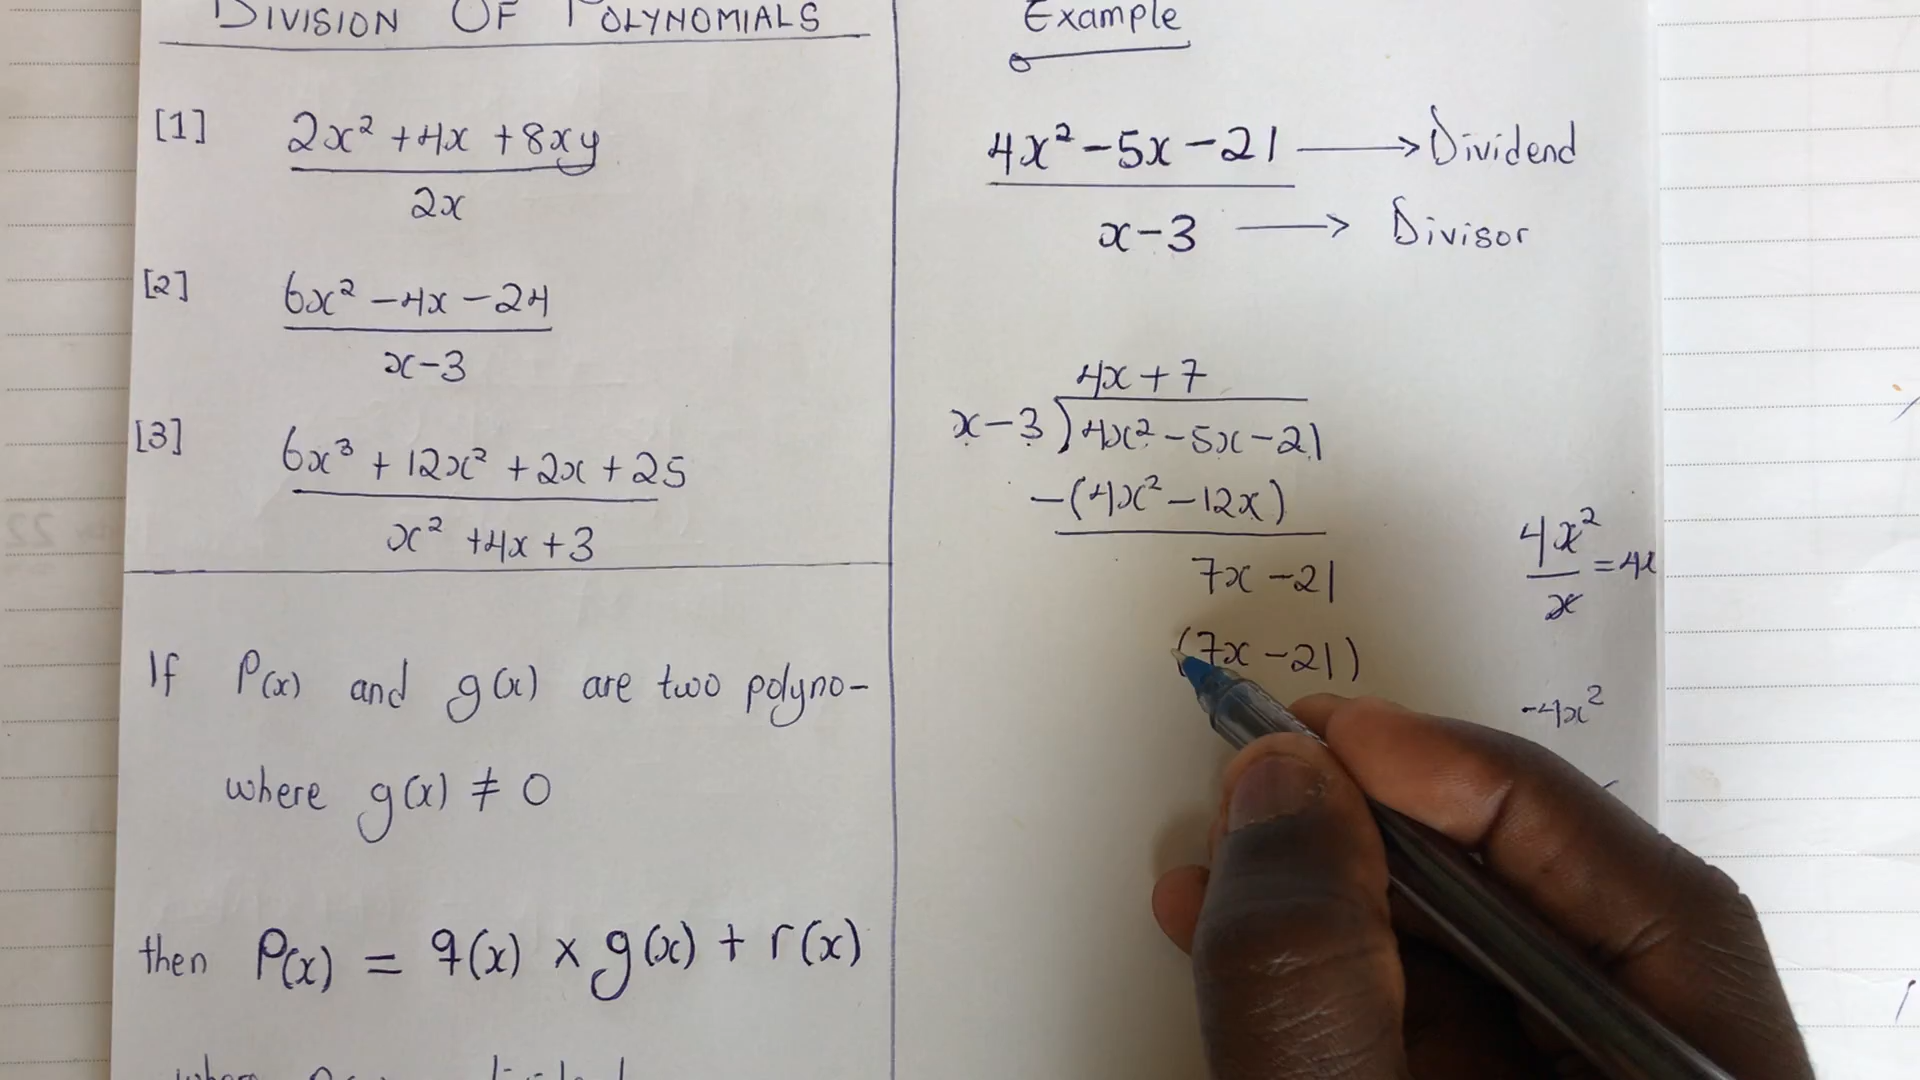 DIVISION OF POLYNOMIALS
[1] 2x² + 4x + 8xy
2x
[2] 6x² - 4x - 24
x - 3
[3] 6x³ + 12x² + 2x + 25
x² + 4x + 3
If P(x) and g(x) are two polyno-
where g(x) ≠ 0
then P(x) = q(x) × g(x) + r(x)
where
Example
4x² - 5x - 21 → Dividend
x - 3 → Divisor
4x + 7
x - 3 ) 4x² - 5x - 21
-(4x² - 12x)
7x - 21
(7x - 21)
4x²
= 4x
x
-4x²